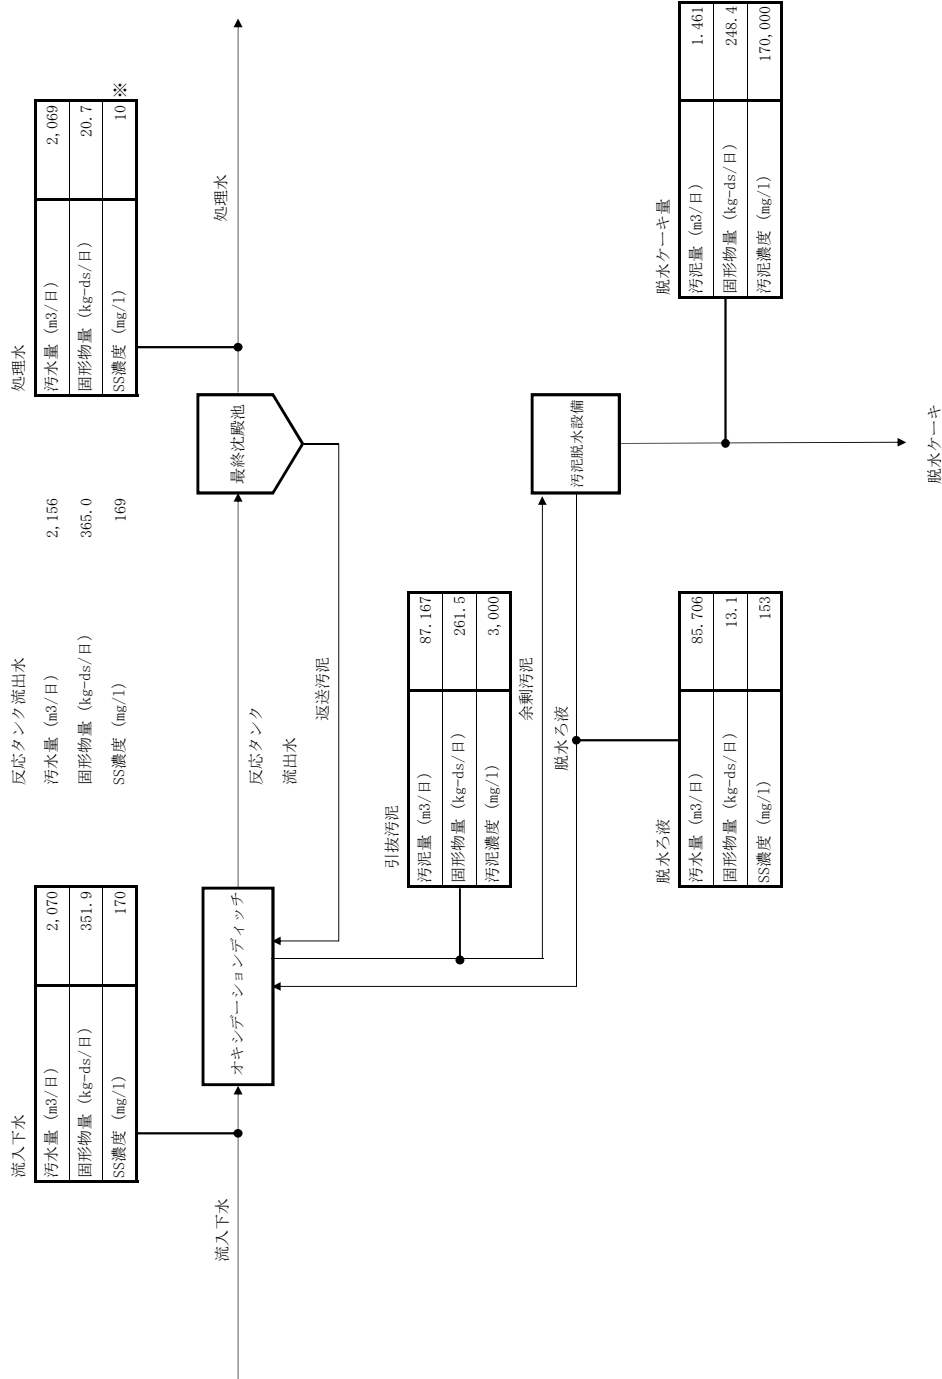 流入下水
汚水量 (m3/日) 2,070
固形物量 (kg-ds/日) 351.9
SS濃度 (mg/l) 170
反応タンク流出水
汚水量 (m3/日) 2,156
固形物量 (kg-ds/日) 365.0
SS濃度 (mg/l) 169
処理水
汚水量 (m3/日) 2,069
固形物量 (kg-ds/日) 20.7
SS濃度 (mg/l) 10 ※
流入下水
オキシデーションディッチ
反応タンク
流出水
最終沈殿池
処理水
返送汚泥
引抜汚泥
汚泥量 (m3/日) 87.167
固形物量 (kg-ds/日) 261.5
汚泥濃度 (mg/l) 3,000
余剰汚泥
脱水ろ液
汚泥脱水設備
脱水ろ液
汚水量 (m3/日) 85.706
固形物量 (kg-ds/日) 13.1
SS濃度 (mg/l) 153
脱水ケーキ量
汚泥量 (m3/日) 1.461
固形物量 (kg-ds/日) 248.4
汚泥濃度 (mg/l) 170,000
脱水ケーキ